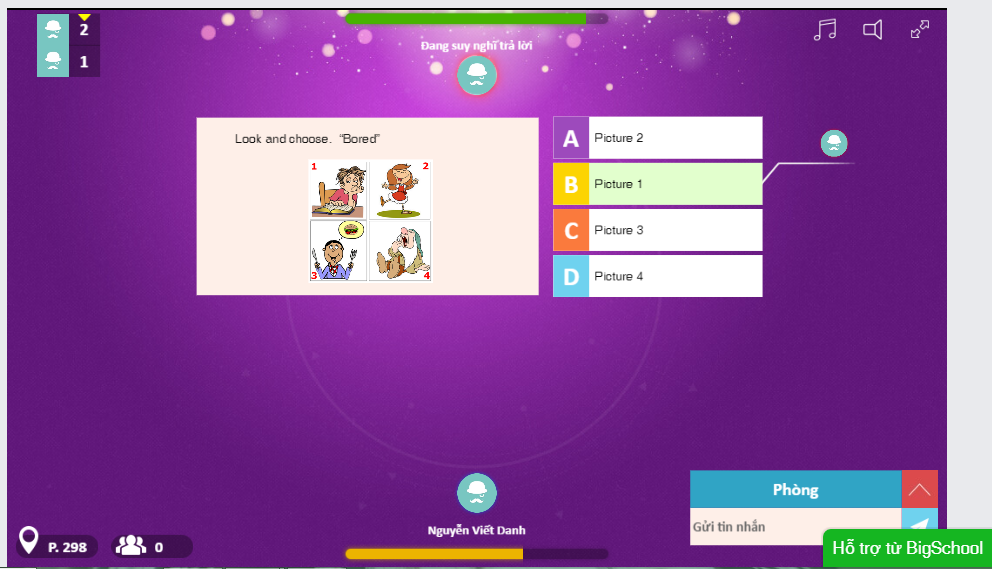 2
1
Đang suy nghĩ trả lời
Look and choose. “Bored”
1
2
3
4
A Picture 2
B Picture 1
C Picture 3
D Picture 4
Nguyễn Viết Danh
P. 298
0
Phòng
Gửi tin nhắn
Hỗ trợ từ BigSchool